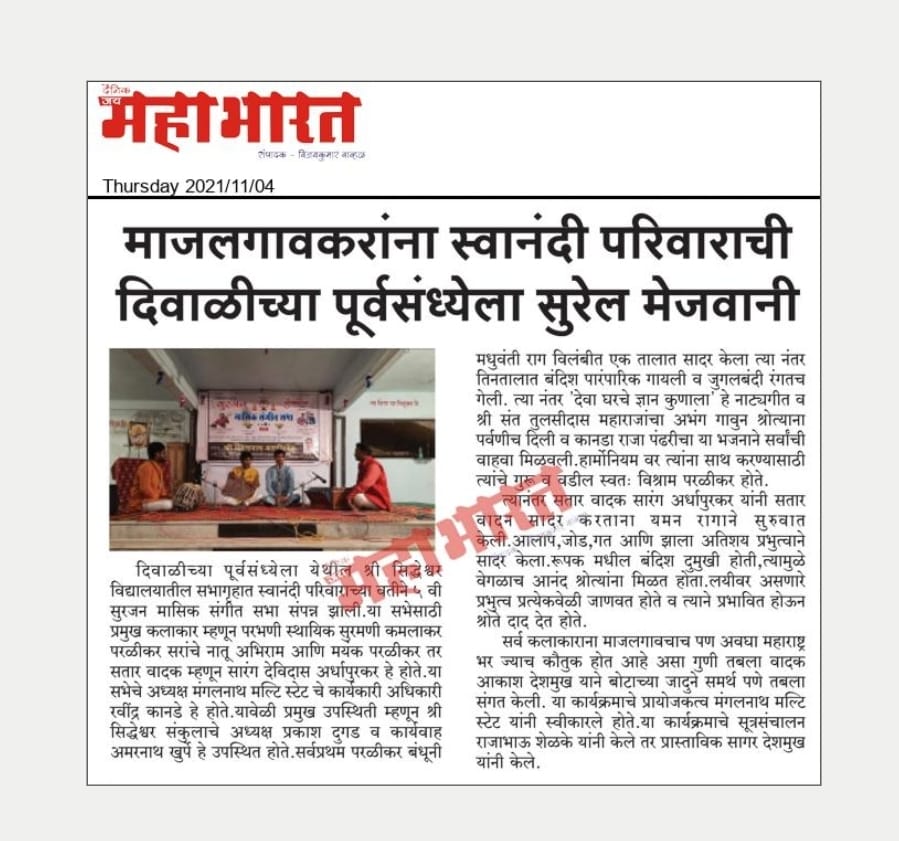 दैनिक
जय
महाभारत
संपादक - विजयकुमार वाव्हळ
Thursday 2021/11/04
माजलगावकरांना स्वानंदी परिवाराची
दिवाळीच्या पूर्वसंध्येला सुरेल मेजवानी
मासिक संगीत सभा
दिवाळीच्या पूर्वसंध्येला येथील श्री सिद्धेश्वर
विद्यालयातील सभागृहात स्वानंदी परिवाराच्या वतीने ५ वी
सुरजन मासिक संगीत सभा संपन्न झाली.या सभेसाठी
प्रमुख कलाकार म्हणून परभणी स्थायिक सुरमणी कमलाकर
परळीकर सरांचे नातू अभिराम आणि मयंक परळीकर तर
सतार वादक म्हणून सारंग देविदास अर्धापुरकर हे होते.या
सभेचे अध्यक्ष मंगलनाथ मल्टि स्टेट चे कार्यकारी अधिकारी
रवींद्र कानडे हे होते.यावेळी प्रमुख उपस्थिती म्हणून श्री
सिद्धेश्वर संकुलाचे अध्यक्ष प्रकाश दुगड व कार्यवाह
अमरनाथ खुर्पे हे उपस्थित होते.सर्वप्रथम परळीकर बंधूनी
मधुवंती राग विलंबीत एक तालात सादर केला त्या नंतर
तिनतालात बंदिश पारंपारिक गायली व जुगलबंदी रंगतच
गेली. त्या नंतर 'देवा घरचे ज्ञान कुणाला' हे नाट्यगीत व
श्री संत तुलसीदास महाराजांचा अभंग गावुन श्रोत्याना
पर्वणीच दिली व कानडा राजा पंढरीचा या भजनाने सर्वांची
वाहवा मिळवली.हार्मोनियम वर त्यांना साथ करण्यासाठी
त्यांचे गुरू व वडील स्वतः विश्राम परळीकर होते.
त्यानंतर सतार वादक सारंग अर्धापुरकर यांनी सतार
वादन सादर करताना यमन रागाने सुरुवात
केली.आलाप,जोड,गत आणि झाला अतिशय प्रभुत्वाने
सादर केला.रूपक मधील बंदिश दुमुखी होती,त्यामुळे
वेगळाच आनंद श्रोत्यांना मिळत होता.लयीवर असणारे
प्रभुत्व प्रत्येकवेळी जाणवत होते व त्याने प्रभावित होऊन
श्रोते दाद देत होते.
सर्व कलाकाराना माजलगावचाच पण अवघा महाराष्ट्र
भर ज्याच कौतुक होत आहे असा गुणी तबला वादक
आकाश देशमुख याने बोटाच्या जादुने समर्थ पणे तबला
संगत केली. या कार्यक्रमाचे प्रायोजकत्व मंगलनाथ मल्टि
स्टेट यांनी स्वीकारले होते.या कार्यक्रमाचे सूत्रसंचालन
राजाभाऊ शेळके यांनी केले तर प्रास्ताविक सागर देशमुख
यांनी केले.
दैनिक
महाभारत